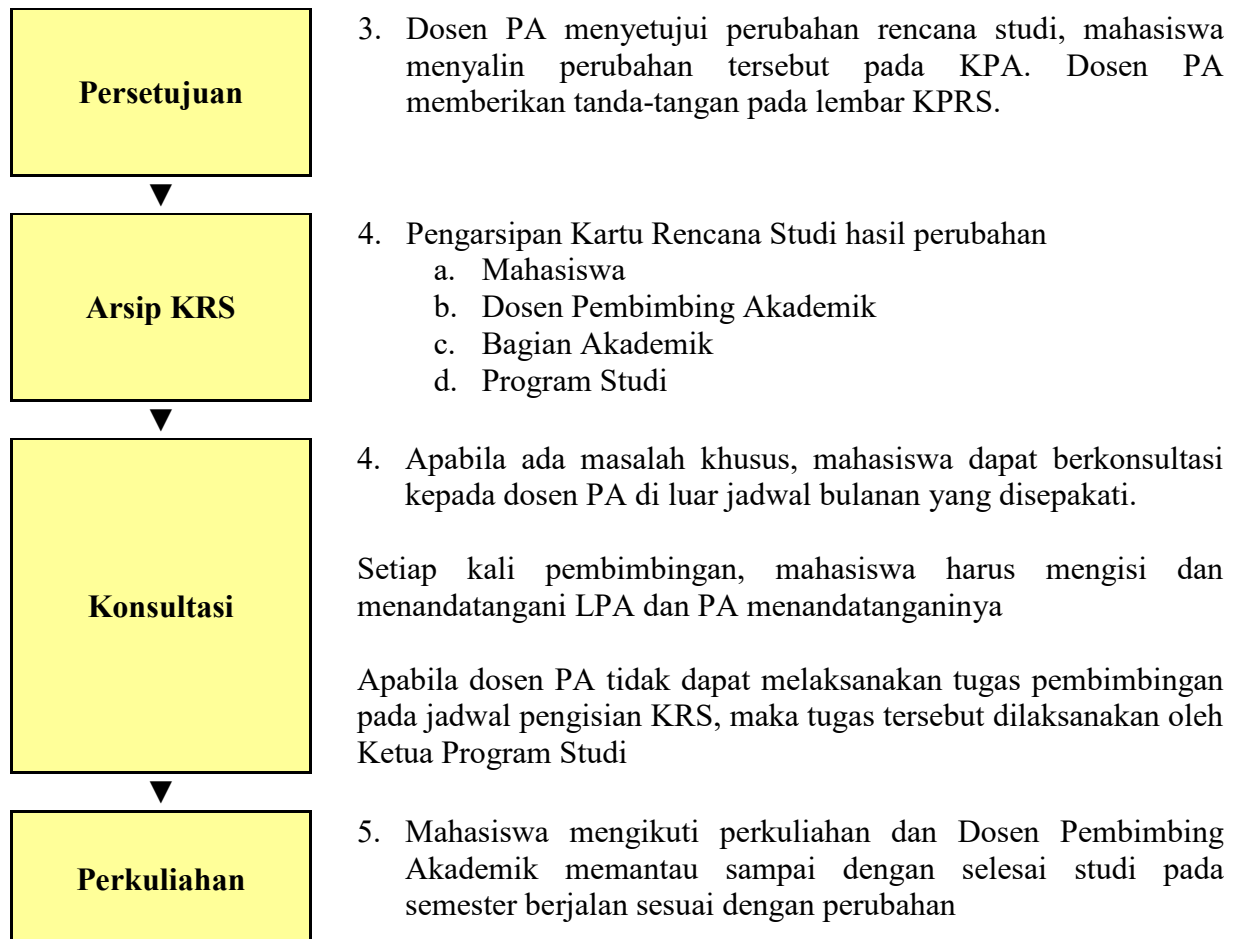 Persetujuan
3. Dosen PA menyetujui perubahan rencana studi, mahasiswa
menyalin perubahan tersebut pada KPA. Dosen PA
memberikan tanda-tangan pada lembar KPRS.
▼
Arsip KRS
4. Pengarsipan Kartu Rencana Studi hasil perubahan
a. Mahasiswa
b. Dosen Pembimbing Akademik
c. Bagian Akademik
d. Program Studi
▼
Konsultasi
4. Apabila ada masalah khusus, mahasiswa dapat berkonsultasi
kepada dosen PA di luar jadwal bulanan yang disepakati.
Setiap kali pembimbingan, mahasiswa harus mengisi dan
menandatangani LPA dan PA menandatanganinya
Apabila dosen PA tidak dapat melaksanakan tugas pembimbingan
pada jadwal pengisian KRS, maka tugas tersebut dilaksanakan oleh
Ketua Program Studi
▼
Perkuliahan
5. Mahasiswa mengikuti perkuliahan dan Dosen Pembimbing
Akademik memantau sampai dengan selesai studi pada
semester berjalan sesuai dengan perubahan